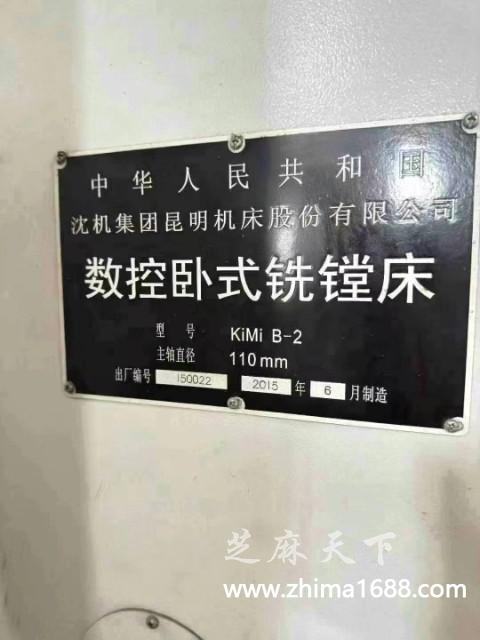 中华人民共和国
沈机集团昆明机床股份有限公司
数控卧式铣镗床
型号 KiMi B-2
主轴直径 110mm
出厂编号 150022 2015 年 6 月制造
芝麻天下
www.zhima1688.com